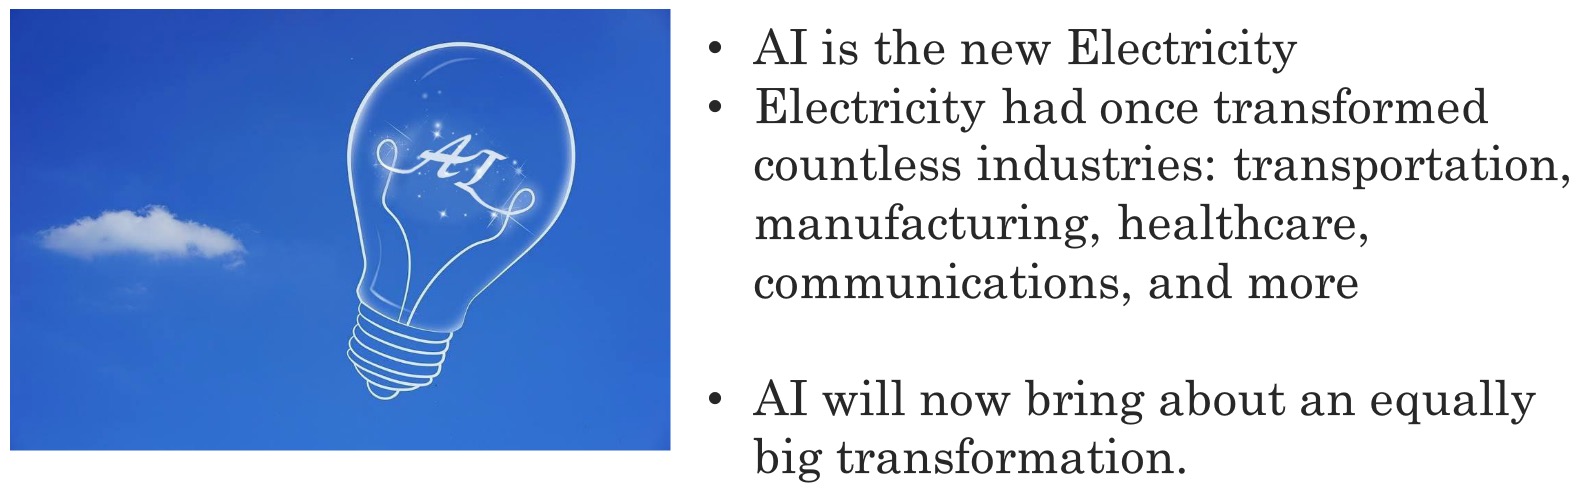 AI
• AI is the new Electricity
• Electricity had once transformed
countless industries: transportation,
manufacturing, healthcare,
communications, and more
• AI will now bring about an equally
big transformation.